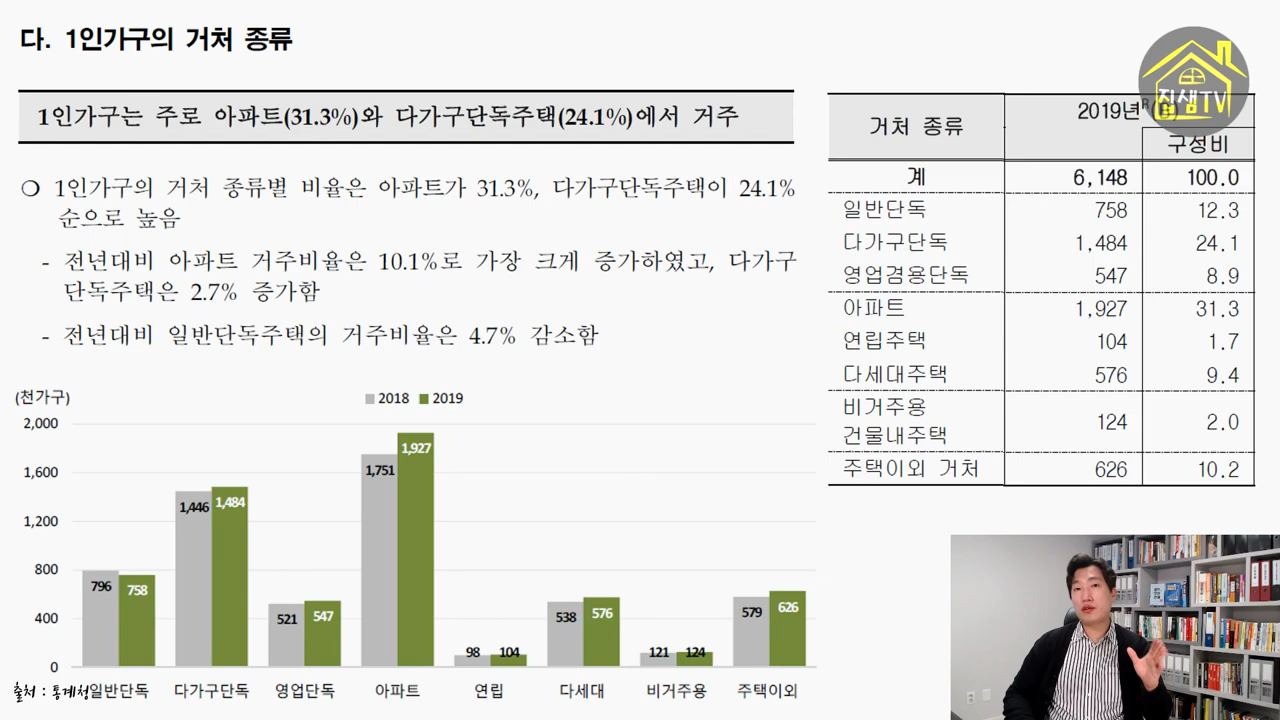 다. 1인가구의 거처 종류
집샘TV
1인가구는 주로 아파트(31.3%)와 다가구단독주택(24.1%)에서 거주
❍ 1인가구의 거처 종류별 비율은 아파트가 31.3%, 다가구단독주택이 24.1%
순으로 높음
- 전년대비 아파트 거주비율은 10.1%로 가장 크게 증가하였고, 다가구
단독주택은 2.7% 증가함
- 전년대비 일반단독주택의 거주비율은 4.7% 감소함
거처 종류 2019년
구성비
계 6,148 100.0
일반단독 758 12.3
다가구단독 1,484 24.1
영업겸용단독 547 8.9
아파트 1,927 31.3
연립주택 104 1.7
다세대주택 576 9.4
비거주용
건물내주택 124 2.0
주택이외 거처 626 10.2
(천가구)
2018 2019
2,000
1,600
1,200
800
400
0
796 758
1,446 1,484
521 547
1,751 1,927
98 104
538 576
121 124
579 626
일반단독 다가구단독 영업단독 아파트 연립 다세대 비거주용 주택이외
출처 : 통계청